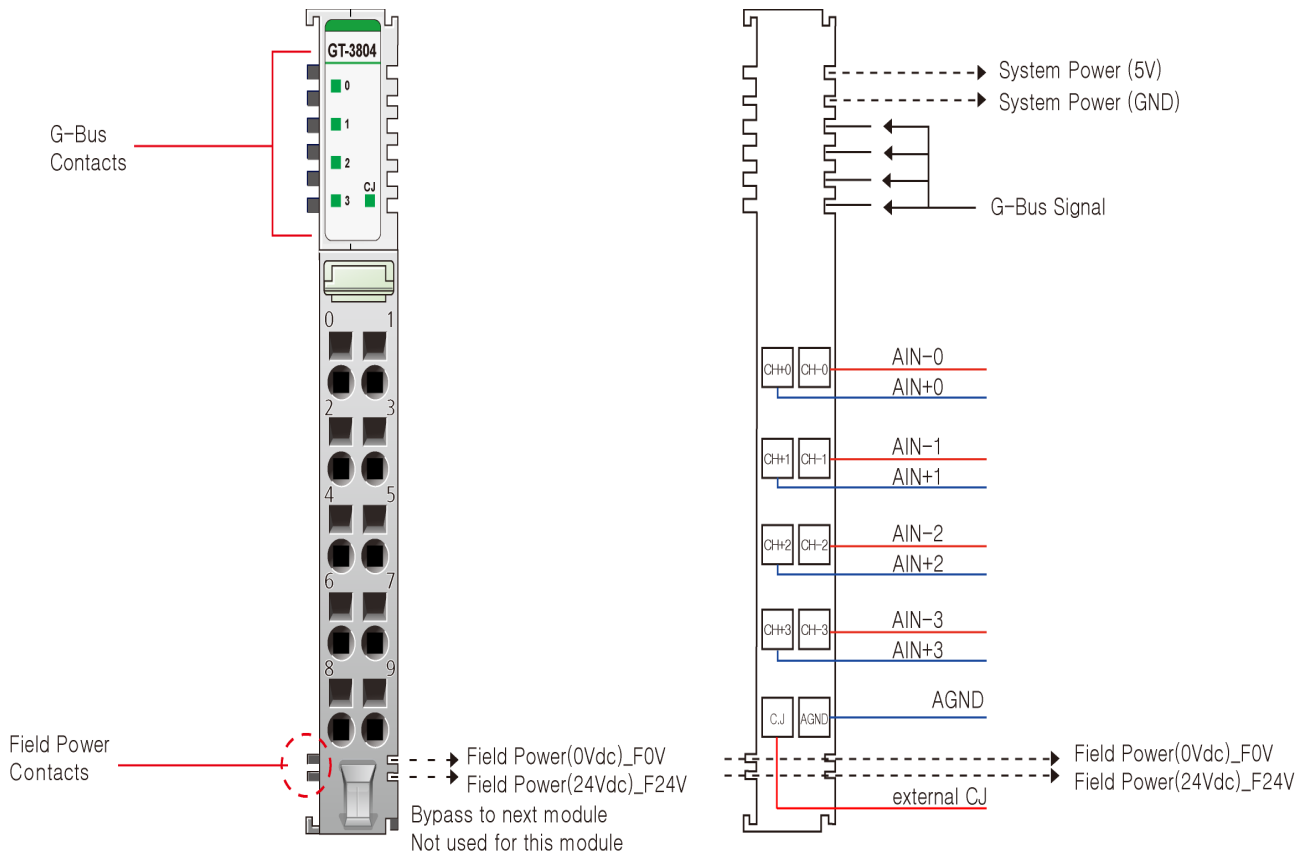 GT-3804
0
1
2
CJ
3
G-Bus
Contacts
0 1
2 3
4 5
6 7
8 9
Field Power
Contacts
Field Power(0Vdc)_F0V
Field Power(24Vdc)_F24V
Bypass to next module
Not used for this module
System Power (5V)
System Power (GND)
G-Bus Signal
CH+0 CH-0
AIN-0
AIN+0
CH+1 CH-1
AIN-1
AIN+1
CH+2 CH-2
AIN-2
AIN+2
CH+3 CH-3
AIN-3
AIN+3
C.J AGND
AGND
Field Power(0Vdc)_F0V
Field Power(24Vdc)_F24V
external CJ